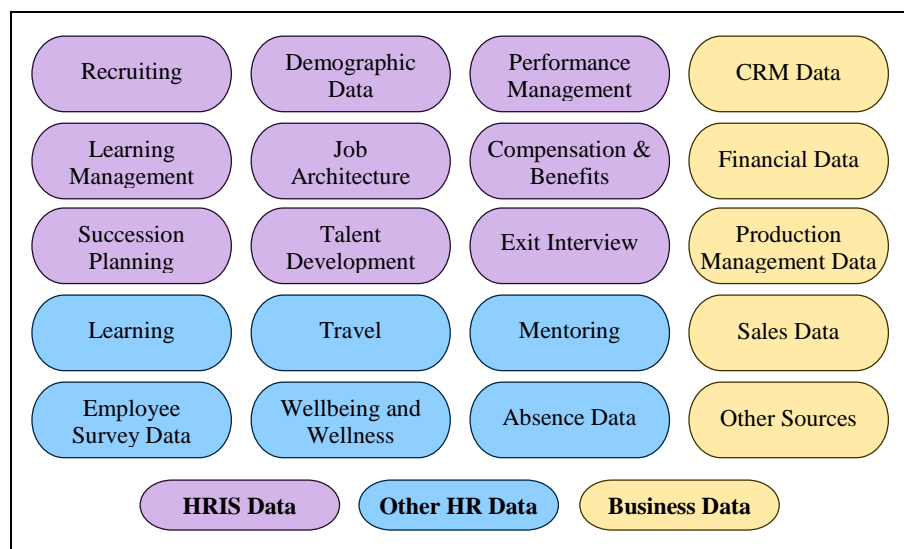 Recruiting
Demographic
Data
Performance
Management
CRM Data
Learning
Management
Job
Architecture
Compensation &
Benefits
Financial Data
Succession
Planning
Talent
Development
Exit Interview
Production
Management Data
Learning
Travel
Mentoring
Sales Data
Employee
Survey Data
Wellbeing and
Wellness
Absence Data
Other Sources
HRIS Data
Other HR Data
Business Data